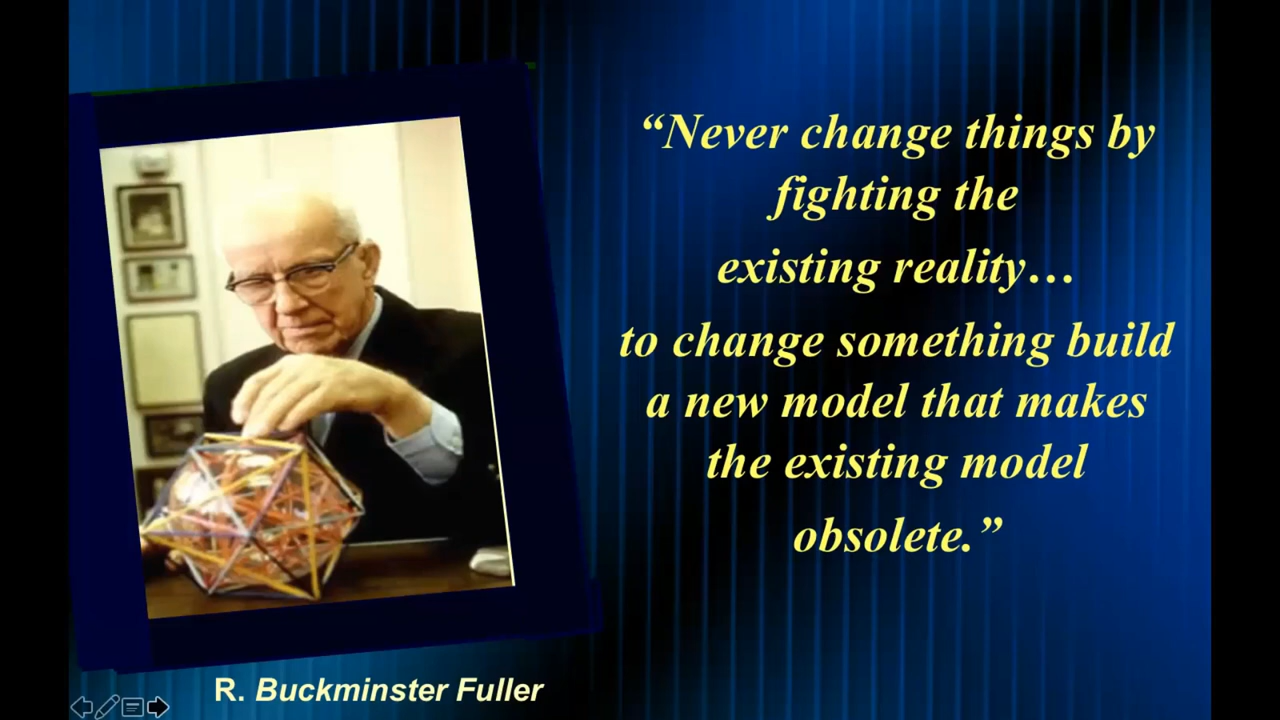 “Never change things by
fighting the
existing reality…
to change something build
a new model that makes
the existing model
obsolete.”
R. Buckminster Fuller